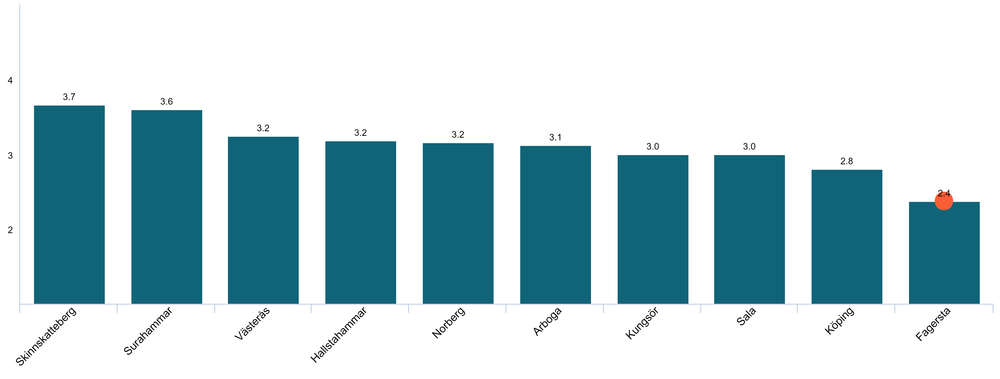 4
3
2
3.7
3.6
3.2
3.2
3.2
3.1
3.0
3.0
2.8
2.4
Skinnskatteberg
Surahammar
Västerås
Hallstahammar
Norberg
Arboga
Kungsör
Sala
Köping
Fagersta